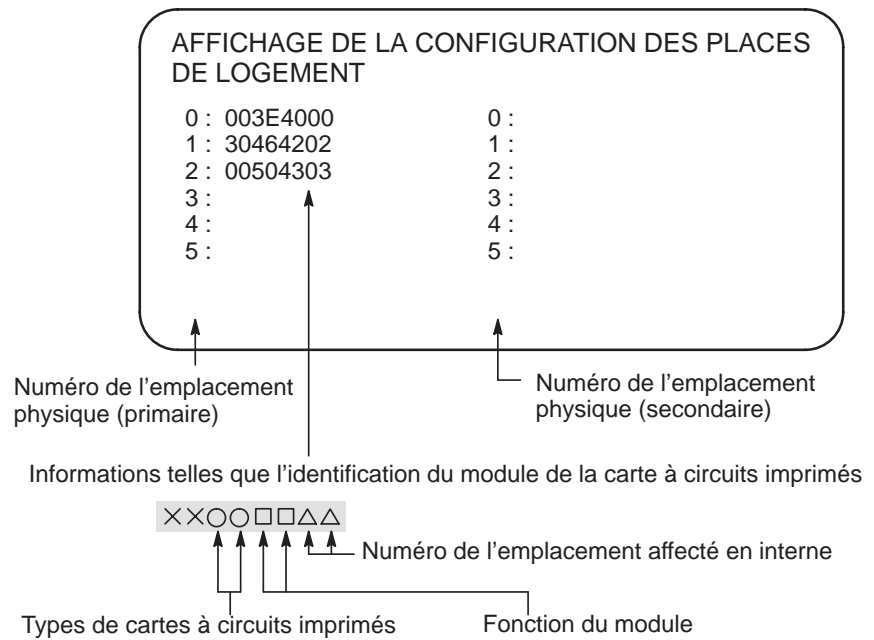 AFFICHAGE DE LA CONFIGURATION DES PLACES
DE LOGEMENT
0 : 003E4000
1 : 30464202
2 : 00504303
3 :
4 :
5 :
0 :
1 :
2 :
3 :
4 :
5 :
Numéro de l’emplacement
physique (primaire)
Numéro de l’emplacement
physique (secondaire)
Informations telles que l’identification du module de la carte à circuits imprimés
××○○□□△△
Numéro de l’emplacement affecté en interne
Types de cartes à circuits imprimés
Fonction du module